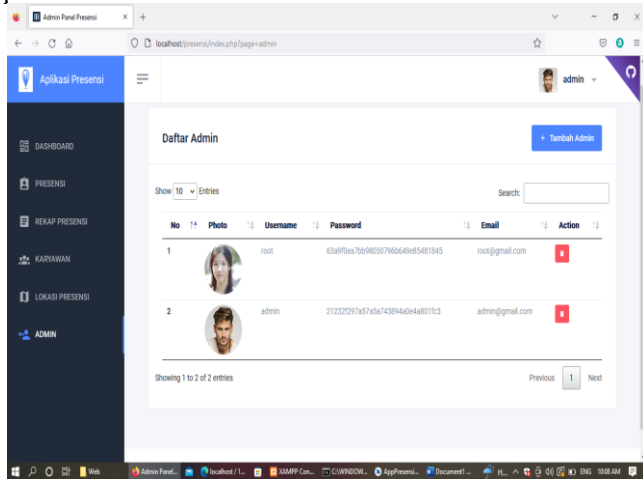 Admin Panel Presensi
localhost/presensi/index.php?page=admin
Aplikasi Presensi
admin
DASHBOARD
PRESENSI
REKAP PRESENSI
KARYAWAN
LOKASI PRESENSI
ADMIN
Daftar Admin
+ Tambah Admin
Show 10 Entries
Search:
No Photo Username Password Email Action
1 root 63a9f0ea7bb98050796b649e85481845 root@gmail.com
2 admin 21232f297a57a5a743894a0e4a801fc3 admin@gmail.com
Showing 1 to 2 of 2 entries
Previous 1 Next
Web Admin Panel... localhost / 1... XAMPP Con... C:\WINDOW... AppPresensi... Document1 ... H... ENG 10:08 AM